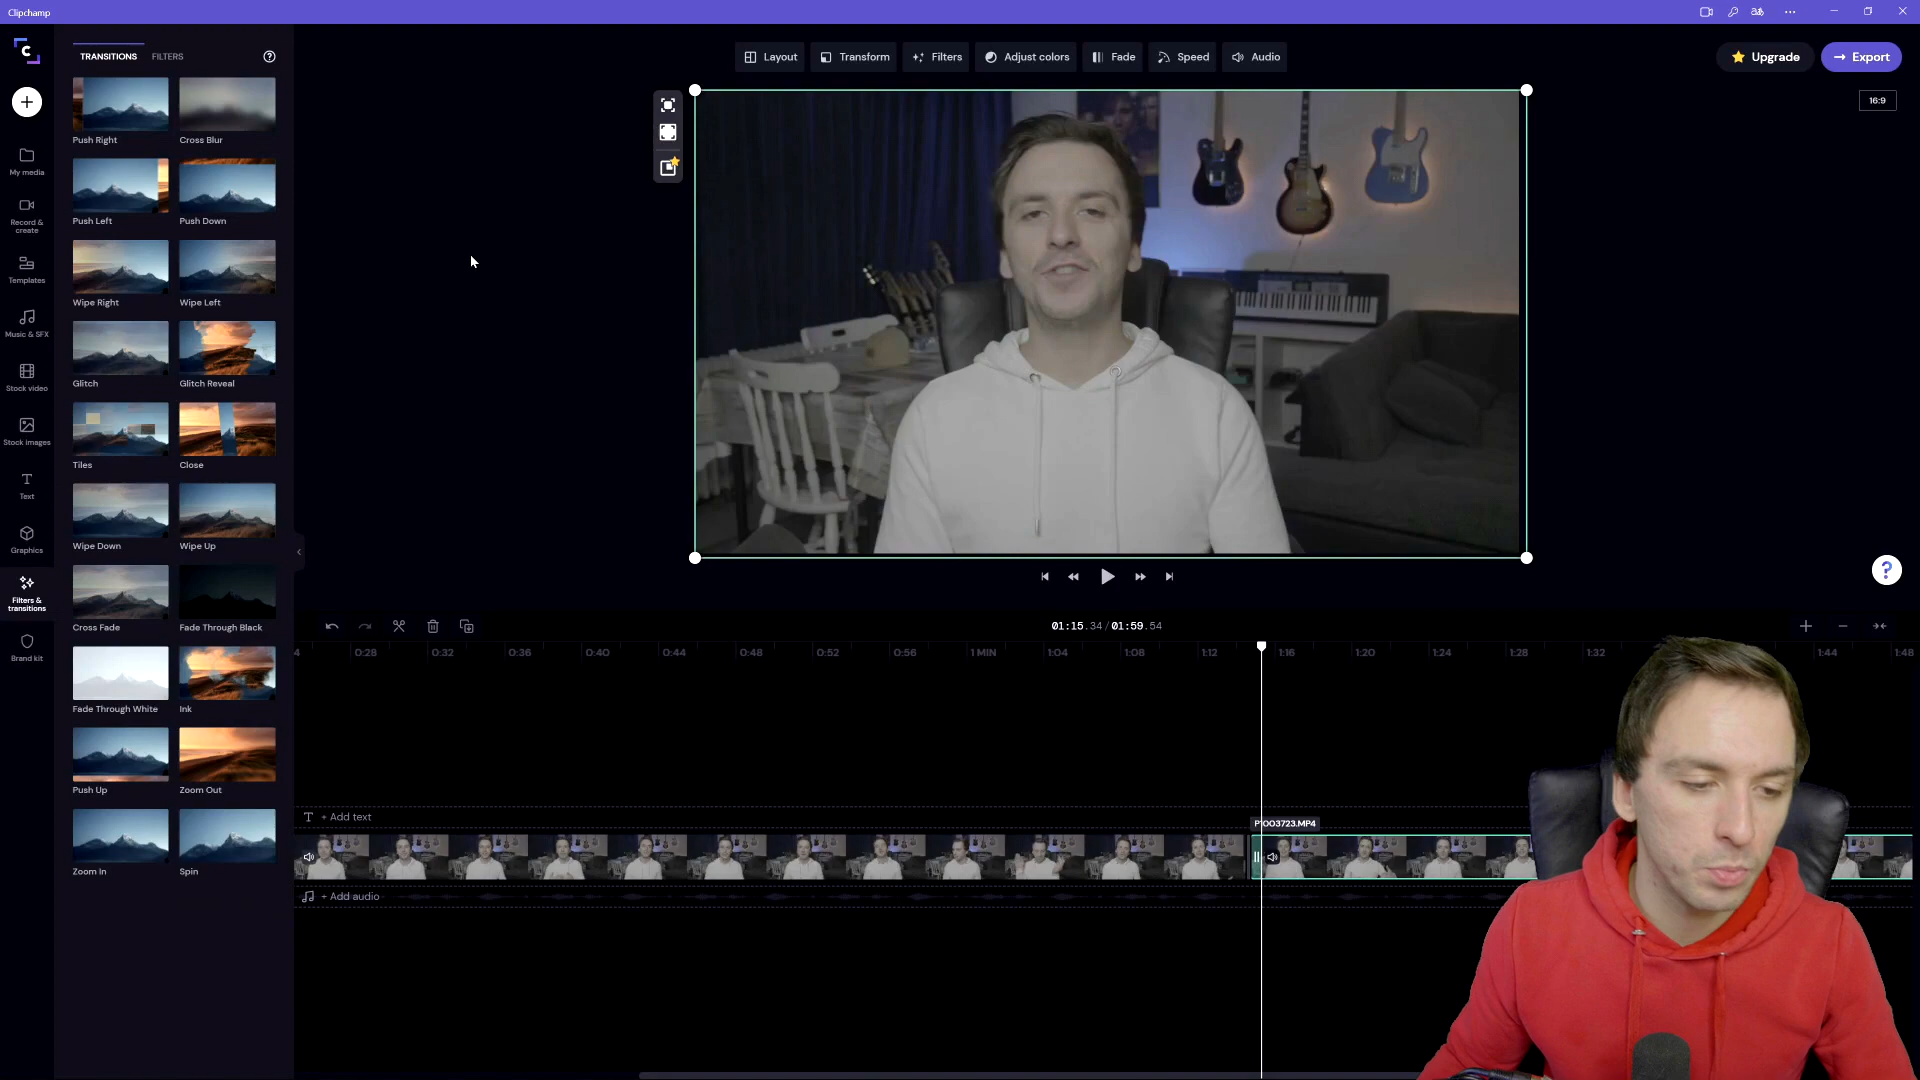 Clipchamp
TRANSITIONS FILTERS
Layout Transform Filters Adjust colors Fade Speed Audio
Upgrade Export
16:9
My media
Record &
create
Templates
Music & SFX
Stock video
Stock images
Text
Graphics
Filters &
transitions
Brand kit
Push Right Cross Blur
Push Left Push Down
Wipe Right Wipe Left
Glitch Glitch Reveal
Tiles Close
Wipe Down Wipe Up
Cross Fade Fade Through Black
Fade Through White Ink
Push Up Zoom Out
Zoom In Spin
01:15.34 / 01:59.54
4 0:28 0:32 0:36 0:40 0:44 0:48 0:52 0:56 1 MIN 1:04 1:08 1:12 1:16 1:20 1:24 1:28 1:32 1:44 1:48
T + Add text
P1003723.MP4
+ Add audio